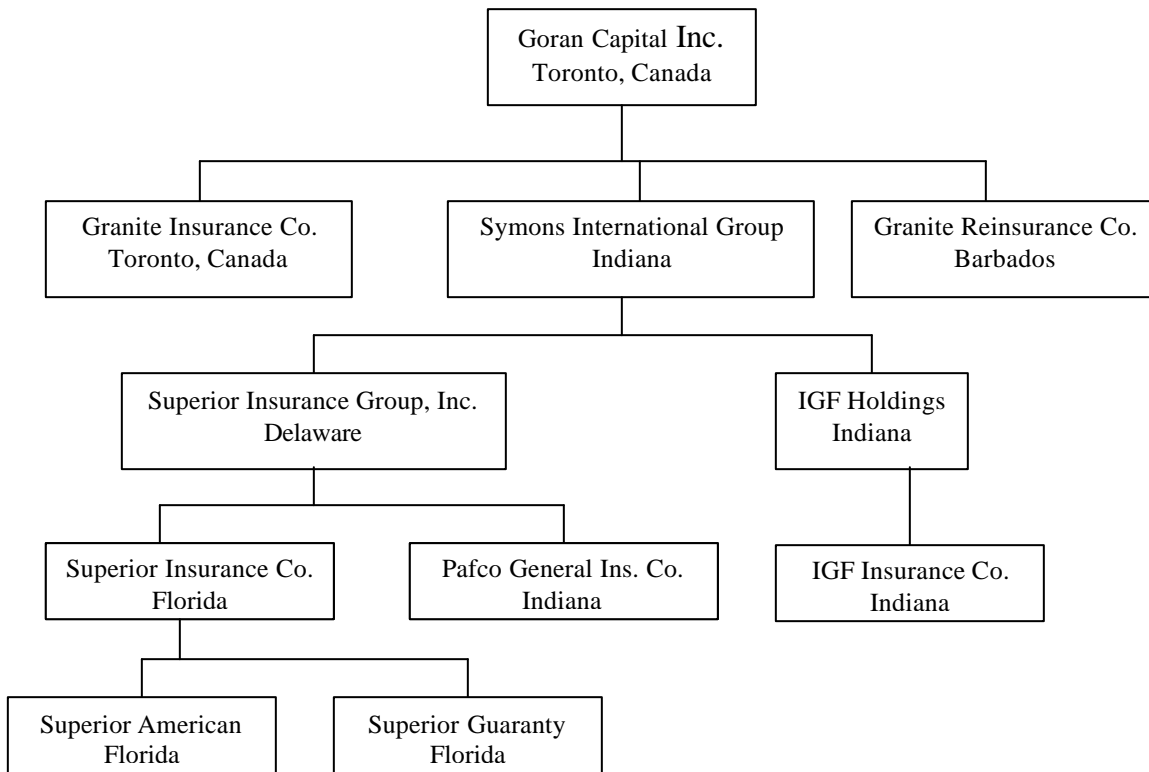 Goran Capital Inc.
Toronto, Canada
Granite Insurance Co.
Toronto, Canada
Symons International Group
Indiana
Granite Reinsurance Co.
Barbados
Superior Insurance Group, Inc.
Delaware
IGF Holdings
Indiana
Superior Insurance Co.
Florida
Pafco General Ins. Co.
Indiana
IGF Insurance Co.
Indiana
Superior American
Florida
Superior Guaranty
Florida